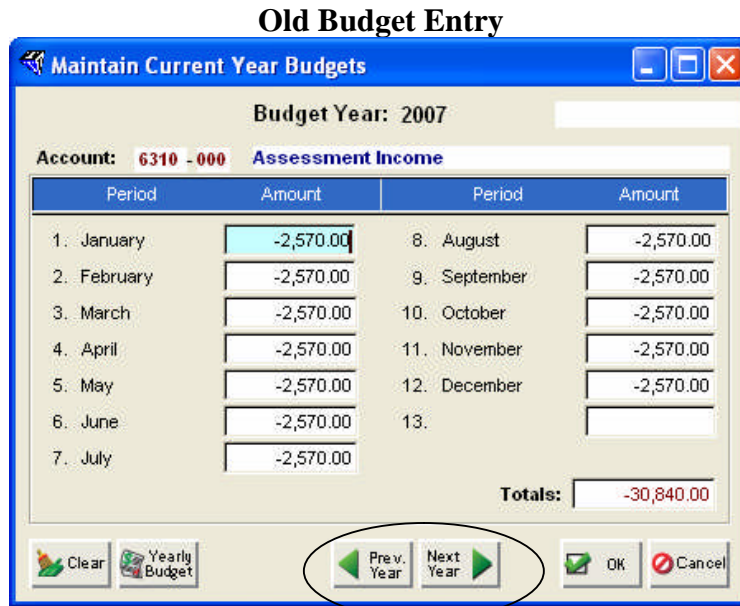 Old Budget Entry
Maintain Current Year Budgets
Budget Year: 2007
Account: 6310 - 000 Assessment Income
Period Amount Period Amount
1. January -2,570.00 8. August -2,570.00
2. February -2,570.00 9. September -2,570.00
3. March -2,570.00 10. October -2,570.00
4. April -2,570.00 11. November -2,570.00
5. May -2,570.00 12. December -2,570.00
6. June -2,570.00 13.
7. July -2,570.00
Totals: -30,840.00
Clear Yearly Budget Prev. Year Next Year OK Cancel